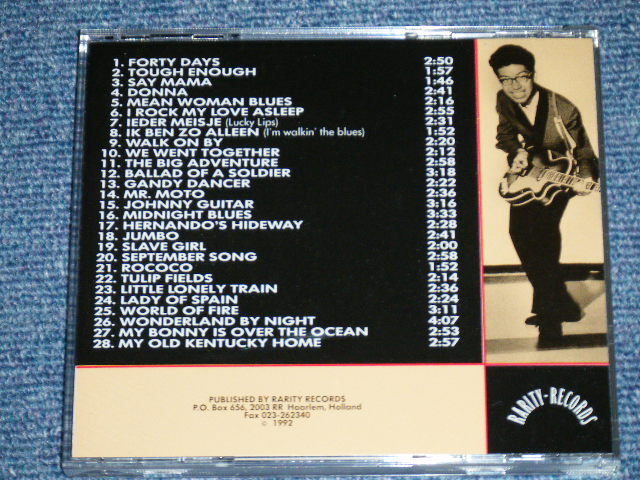 1. FORTY DAYS 2:50
2. TOUGH ENOUGH 1:57
3. SAY MAMA 1:46
4. DONNA 2:41
5. MEAN WOMAN BLUES 2:16
6. I ROCK MY LOVE ASLEEP 2:55
7. IEDER MEISJE (Lucky Lips) 2:31
8. IK BEN ZO ALLEEN (I'm walkin' the blues) 1:52
9. WALK ON BY 2:20
10. WE WENT TOGETHER 2:12
11. THE BIG ADVENTURE 2:58
12. BALLAD OF A SOLDIER 3:18
13. GANDY DANCER 2:22
14. MR. MOTO 2:36
15. JOHNNY GUITAR 3:16
16. MIDNIGHT BLUES 3:33
17. HERNANDO'S HIDEWAY 2:28
18. JUMBO 2:41
19. SLAVE GIRL 2:00
20. SEPTEMBER SONG 2:58
21. ROCOCO 1:52
22. TULIP FIELDS 2:14
23. LITTLE LONELY TRAIN 2:36
24. LADY OF SPAIN 2:24
25. WORLD OF FIRE 3:11
26. WONDERLAND BY NIGHT 4:07
27. MY BONNY IS OVER THE OCEAN 2:53
28. MY OLD KENTUCKY HOME 2:57
PUBLISHED BY RARITY RECORDS
P.O. Box 656, 2003 RR Haarlem, Holland
Fax 023-262340
© 1992
RARITY-RECORDS